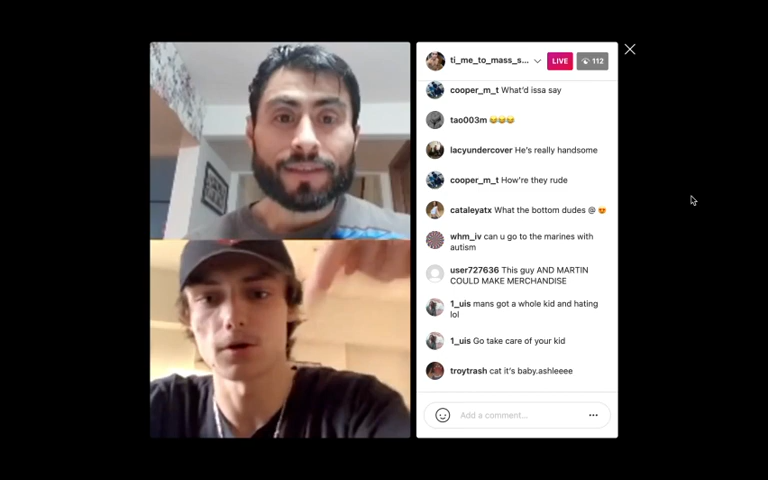 ti_me_to_mass_s...
LIVE
112
cooper_m_t What'd issa say
tao003m 😂😂😂
lacyundercover He's really handsome
cooper_m_t How're they rude
cataleyatx What the bottom dudes @ 😍
whm_iv can u go to the marines with
autism
user727636 This guy AND MARTIN
COULD MAKE MERCHANDISE
1_uis mans got a whole kid and hating
lol
1_uis Go take care of your kid
troytrash cat it's baby.ashleeee
Add a comment...